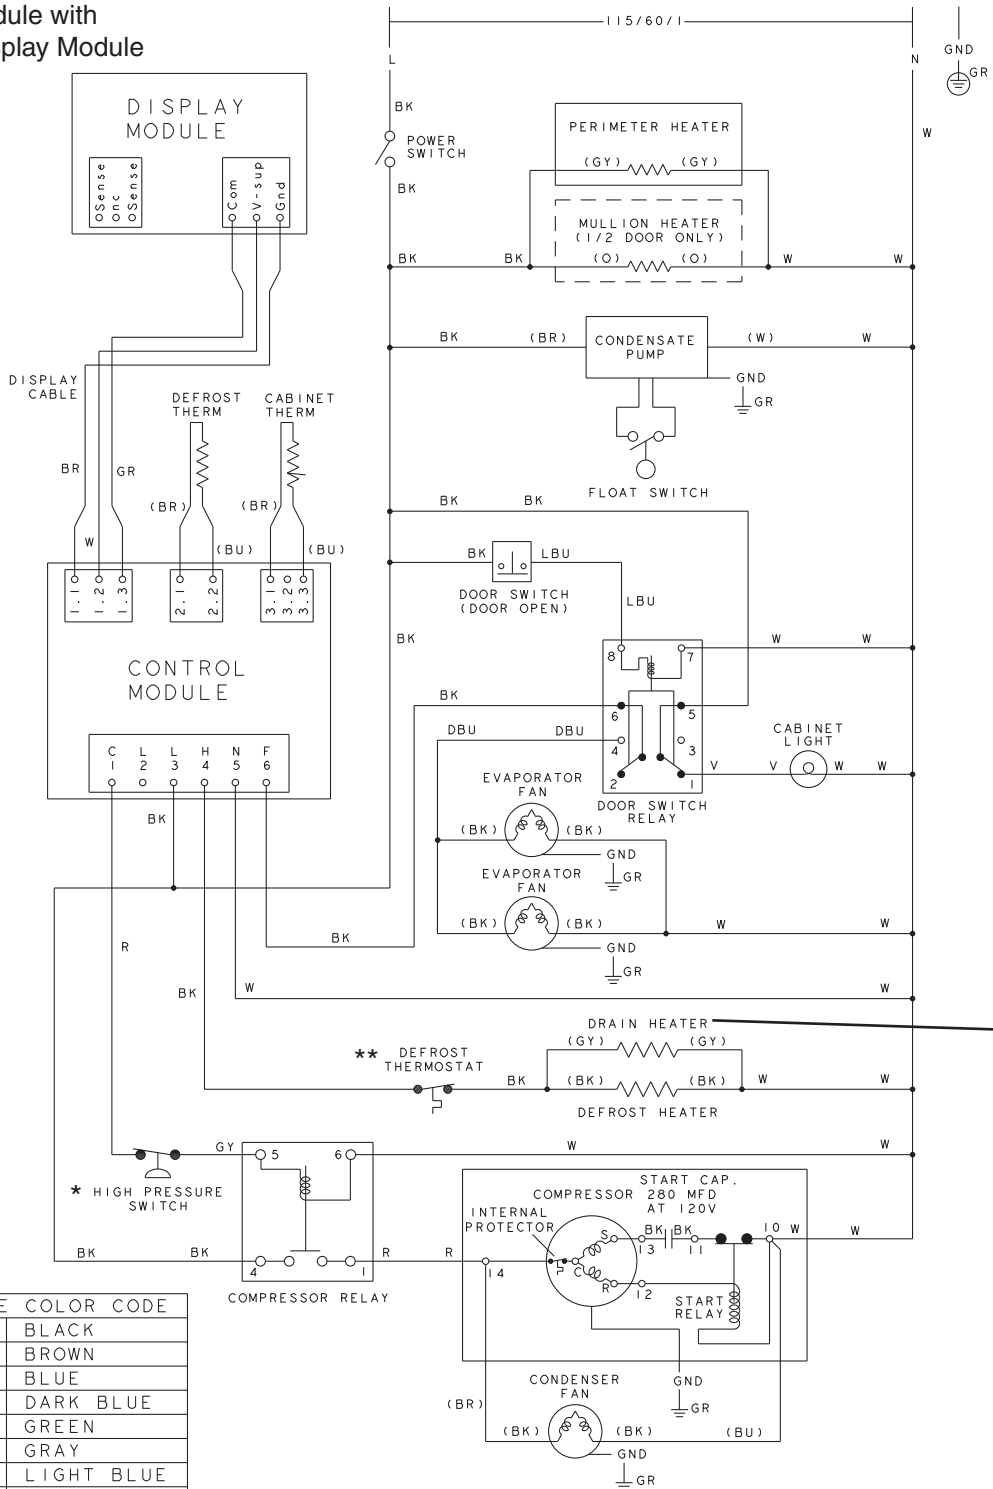 dule with
play Module
115/60/1
L
N
GND
GR
BK
POWER
SWITCH
BK
W
DISPLAY
MODULE
Sense
nc
Sense
Com
V-sup
Gnd
PERIMETER HEATER
(GY) (GY)
MULLION HEATER
(1/2 DOOR ONLY)
(O) (O)
BK BK W W
BK (BR) CONDENSATE
PUMP (W) W
GND
GR
FLOAT SWITCH
DISPLAY
CABLE
DEFROST
THERM
CABINET
THERM
BR GR
W
(BR) (BU)
(BR) (BU)
1.1 1.2 1.3
2.1 2.2
3.1 3.2 3.3
CONTROL
MODULE
C L L H N F
1 2 3 4 5 6
BK BK
BK LBU
DOOR SWITCH
(DOOR OPEN)
LBU
BK
8 7 W W
BK 6 5
DBU DBU 4 3
2 1
V V W W
CABINET
LIGHT
DOOR SWITCH
RELAY
EVAPORATOR
FAN
(BK) (BK)
GND
GR
EVAPORATOR
FAN
(BK) (BK) W W
GND
GR
BK
R
BK
BK W W
DRAIN HEATER
(GY) (GY)
** DEFROST
THERMOSTAT
BK (BK) (BK) W W
DEFROST HEATER
GY 5 6 W W
* HIGH PRESSURE
SWITCH
BK BK 4 1 R R 14
COMPRESSOR RELAY
START CAP.
COMPRESSOR 280 MFD
AT 120V
INTERNAL
PROTECTOR
S BK BK 10 W W
13 11
C
R 12
START
RELAY
GND
GR
CONDENSER
FAN
(BR)
(BK) (BK) (BU)
GND
GR
E COLOR CODE
BLACK
BROWN
BLUE
DARK BLUE
GREEN
GRAY
LIGHT BLUE